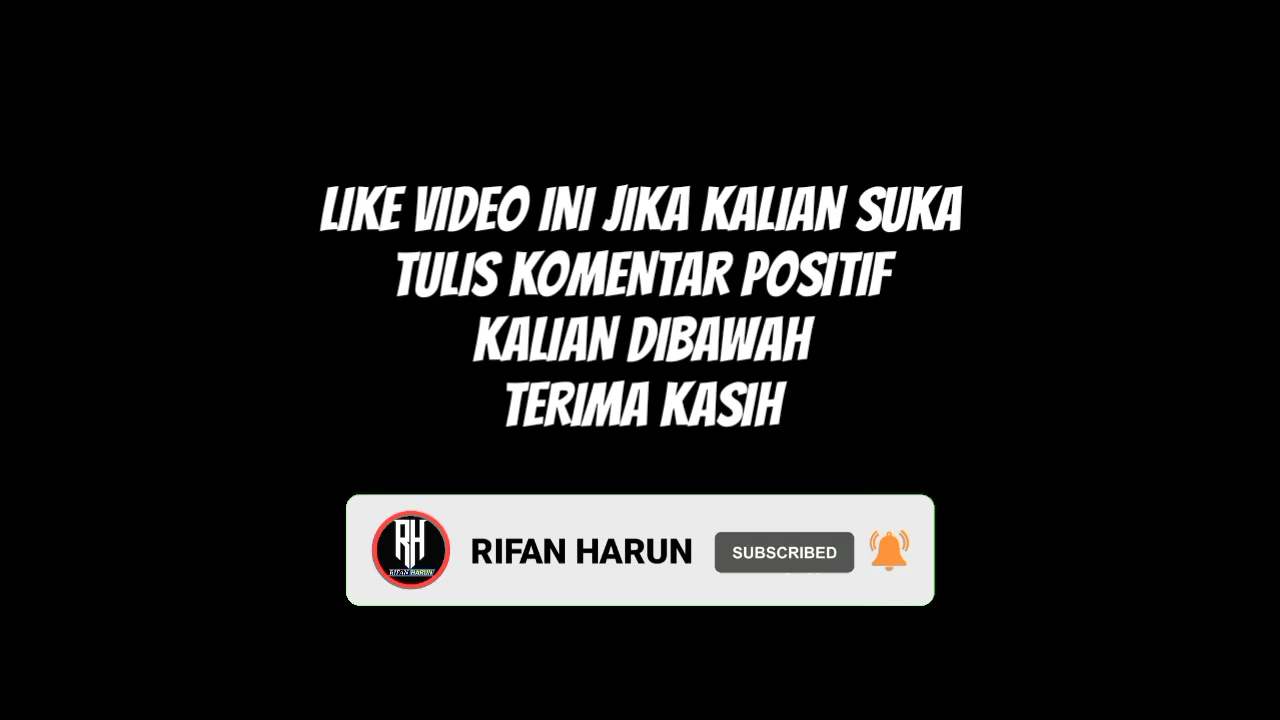 LIKE VIDEO INI JIKA KALIAN SUKA
TULIS KOMENTAR POSITIF
KALIAN DIBAWAH
TERIMA KASIH
RH
RIFAN HARUN
RIFAN HARUN
SUBSCRIBED